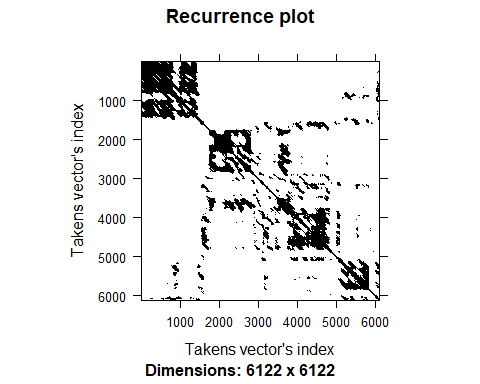 Recurrence plot
Takens vector's index
1000
2000
3000
4000
5000
6000
1000 2000 3000 4000 5000 6000
Takens vector's index
Dimensions: 6122 x 6122